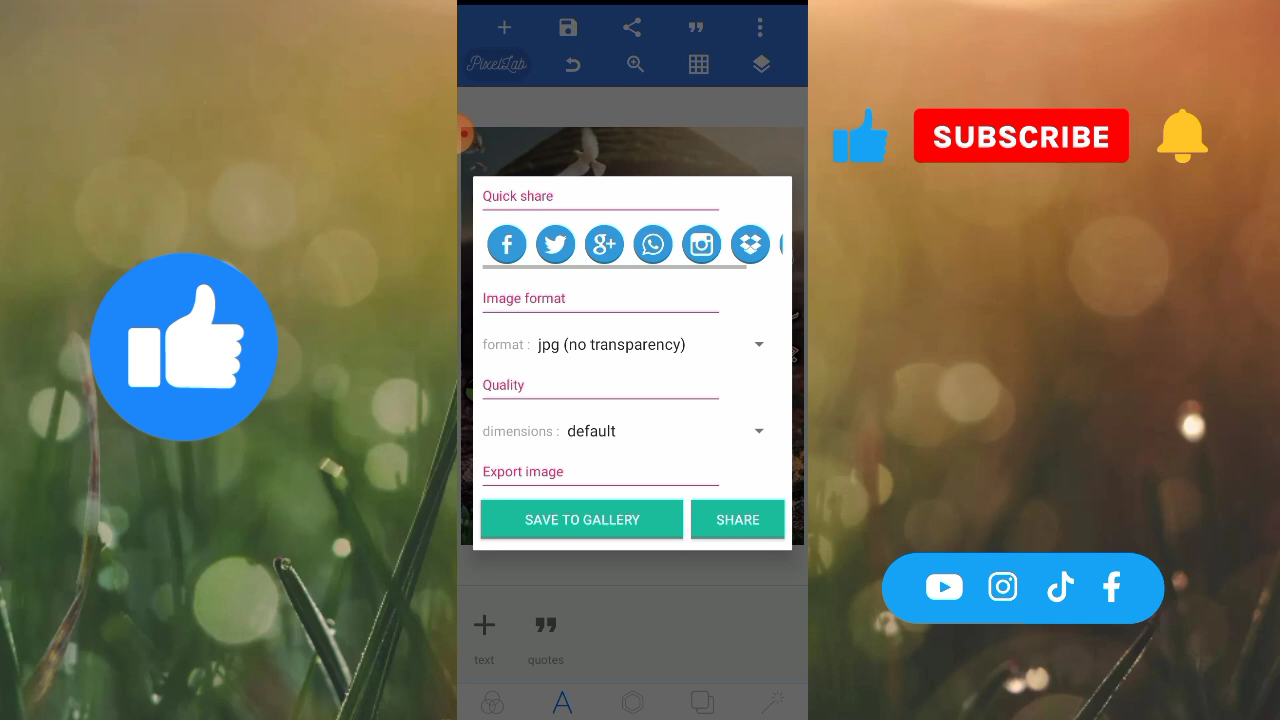 PixelLab
Quick share
Image format
format : jpg (no transparency)
Quality
dimensions : default
Export image
SAVE TO GALLERY SHARE
text quotes
SUBSCRIBE